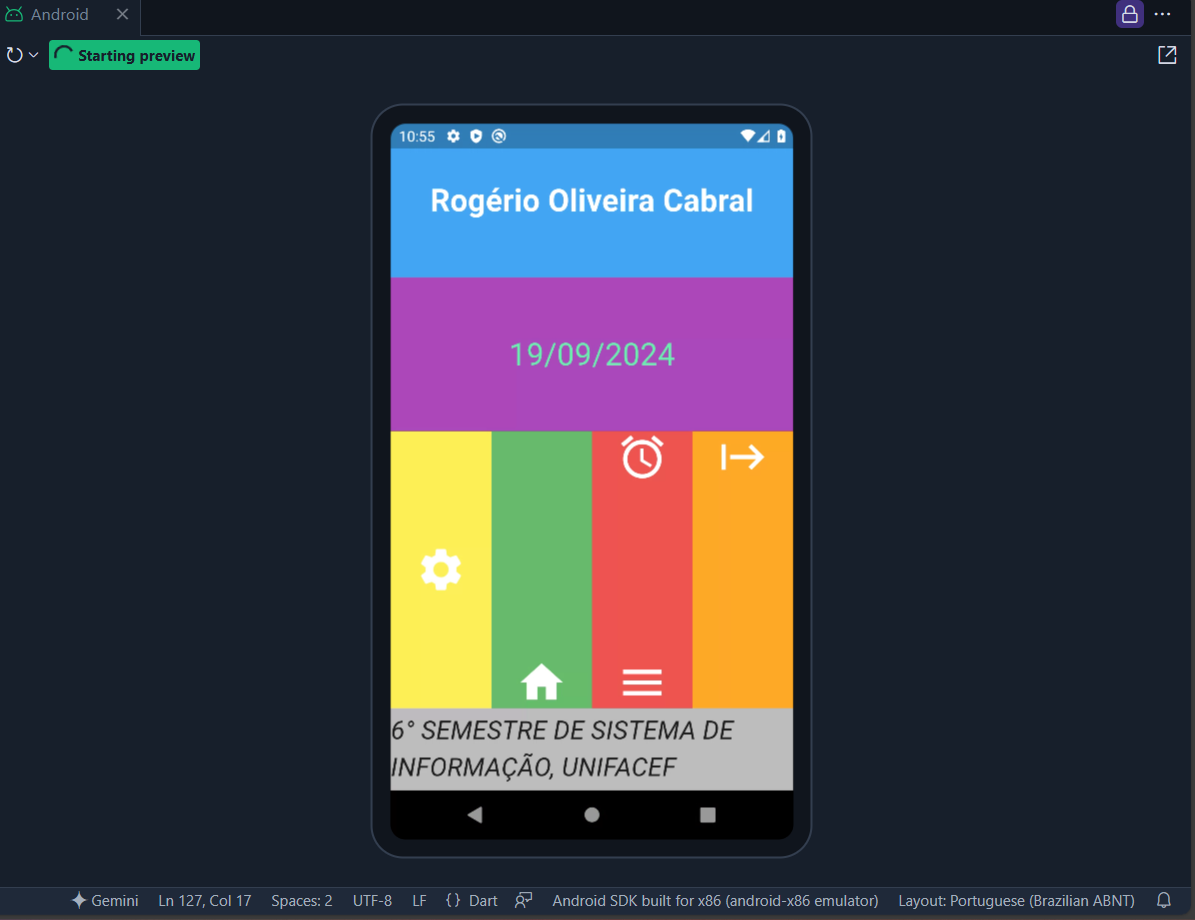 Android
Starting preview
10:55
Rogério Oliveira Cabral
19/09/2024
6° SEMESTRE DE SISTEMA DE
INFORMAÇÃO, UNIFACEF
Gemini Ln 127, Col 17 Spaces: 2 UTF-8 LF {} Dart Android SDK built for x86 (android-x86 emulator) Layout: Portuguese (Brazilian ABNT)